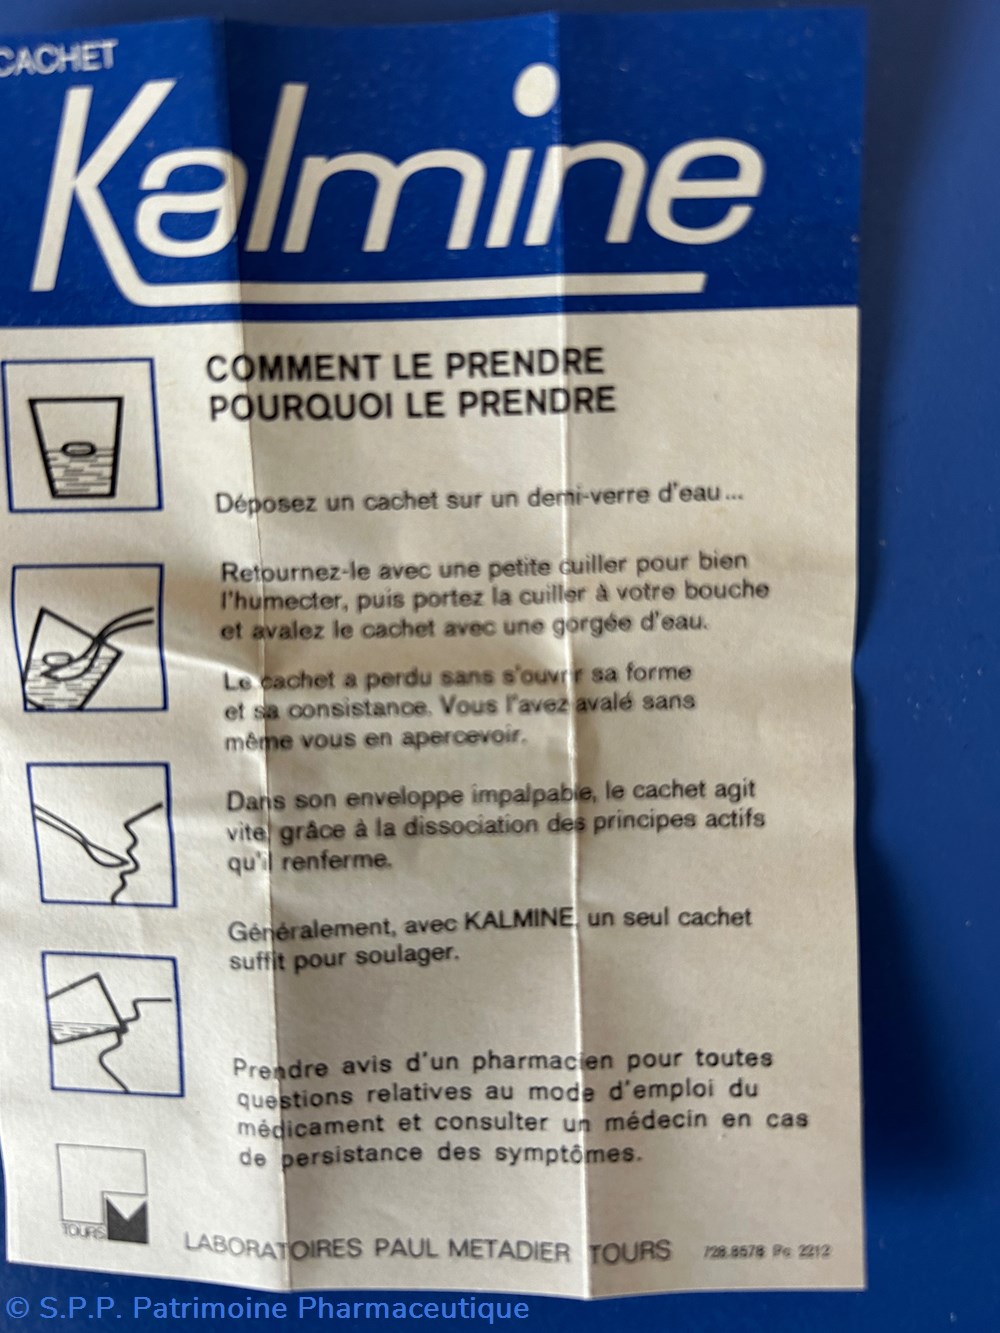 CACHET
Kalmine
COMMENT LE PRENDRE
POURQUOI LE PRENDRE
Déposez un cachet sur un demi-verre d'eau...
Retournez-le avec une petite cuiller pour bien
l'humecter, puis portez la cuiller à votre bouche
et avalez le cachet avec une gorgée d'eau.
Le cachet a perdu sans s'ouvrir sa forme
et sa consistance. Vous l'avez avalé sans
même vous en apercevoir.
Dans son enveloppe impalpable, le cachet agit
vite, grâce à la dissociation des principes actifs
qu'il renferme.
Généralement, avec KALMINE, un seul cachet
suffit pour soulager.
Prendre avis d'un pharmacien pour toutes
questions relatives au mode d'emploi du
médicament et consulter un médecin en cas
de persistance des symptômes.
TOURS
LABORATOIRES PAUL METADIER TOURS 728.8578 2212
© S.P.P. Patrimoine Pharmaceutique